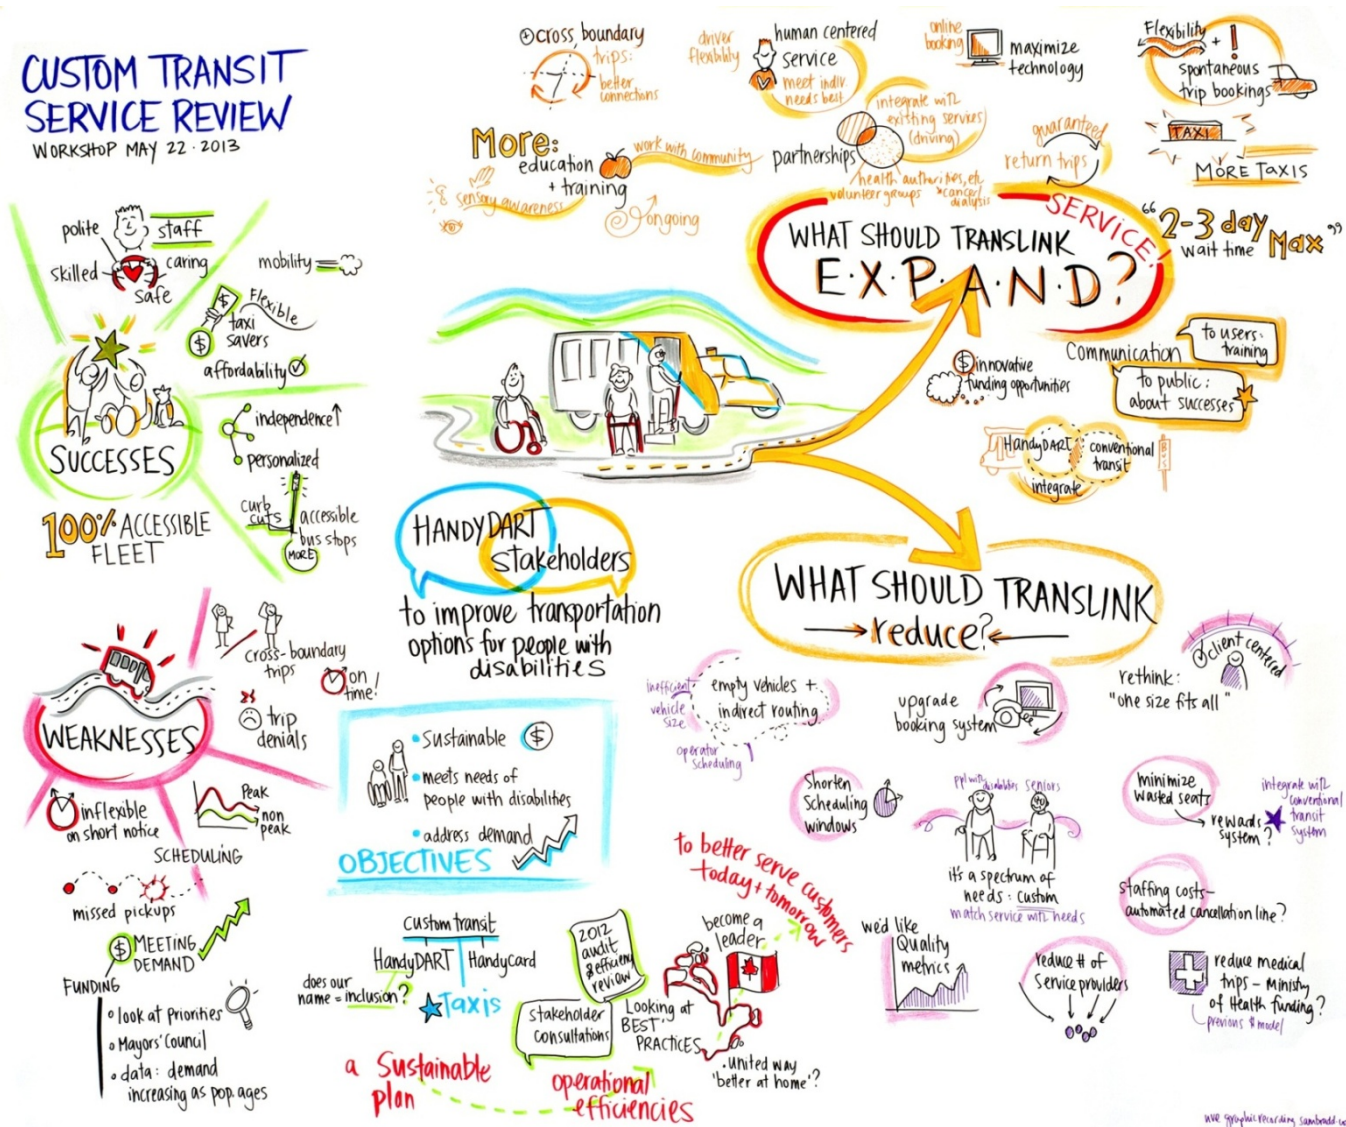 CUSTOM TRANSIT
SERVICE REVIEW
WORKSHOP MAY 22 · 2013
cross boundary
trips:
better
connections
driver
flexibility
human centered
service
meet indiv.
needs best
online
booking
maximize
technology
Flexibility
+ !
spontaneous
trip bookings
TAXI
MORE TAXIS
More:
education
+ training
work with community
sensory awareness
ongoing
partnerships
integrate with
existing services
(driving)
health authorities, etc
volunteer groups
*cancer/
dialysis
guaranteed
return trips
WHAT SHOULD TRANSLINK
E·X·P·A·N·D?
SERVICE!
"2-3 day
wait time
Max"
$ innovative
funding opportunities
Communication
to users:
training
to public:
about successes
HandyDART
conventional
transit
integrate
BUS
polite
staff
skilled
caring
safe
mobility
Flexible
$
taxi
savers
$
affordability
SUCCESSES
independence↑
personalized
curb
cuts
accessible
bus stops
MORE
100% ACCESSIBLE
FLEET
HANDYDART
stakeholders
to improve transportation
options for people with
disabilities
WEAKNESSES
cross-boundary
trips
on
time!
trip
denials
inflexible
on short notice
Peak
non
peak
SCHEDULING
missed pickups
$ MEETING
DEMAND
FUNDING
look at priorities
Mayors' Council
data: demand
increasing as pop. ages
• Sustainable $
• meets needs of
people with disabilities
• address demand
OBJECTIVES
Custom transit
HandyDART
Handycard
does our
name = inclusion?
Taxis
2012
audit
& efficiency
review
stakeholder
consultations
Looking at
BEST
PRACTICES
become a
leader
to better serve customers
today + tomorrow
• united way
'better at home'?
a Sustainable
plan
operational
efficiencies
WHAT SHOULD TRANSLINK
reduce?
inefficient
vehicle
size
empty vehicles +
indirect routing
operator
scheduling
upgrade
booking system
rethink:
"one size fits all"
client centered
Shorten
Scheduling
windows
ppl with disabilities
seniors
it's a spectrum of
needs: custom
match service with needs
minimize
wasted seats
rewards
system?
integrate with
conventional
transit
system
staffing costs -
automated cancellation line?
we'd like
Quality
metrics
reduce # of
Service providers
reduce medical
trips - Ministry
of Health funding?
previous $ model